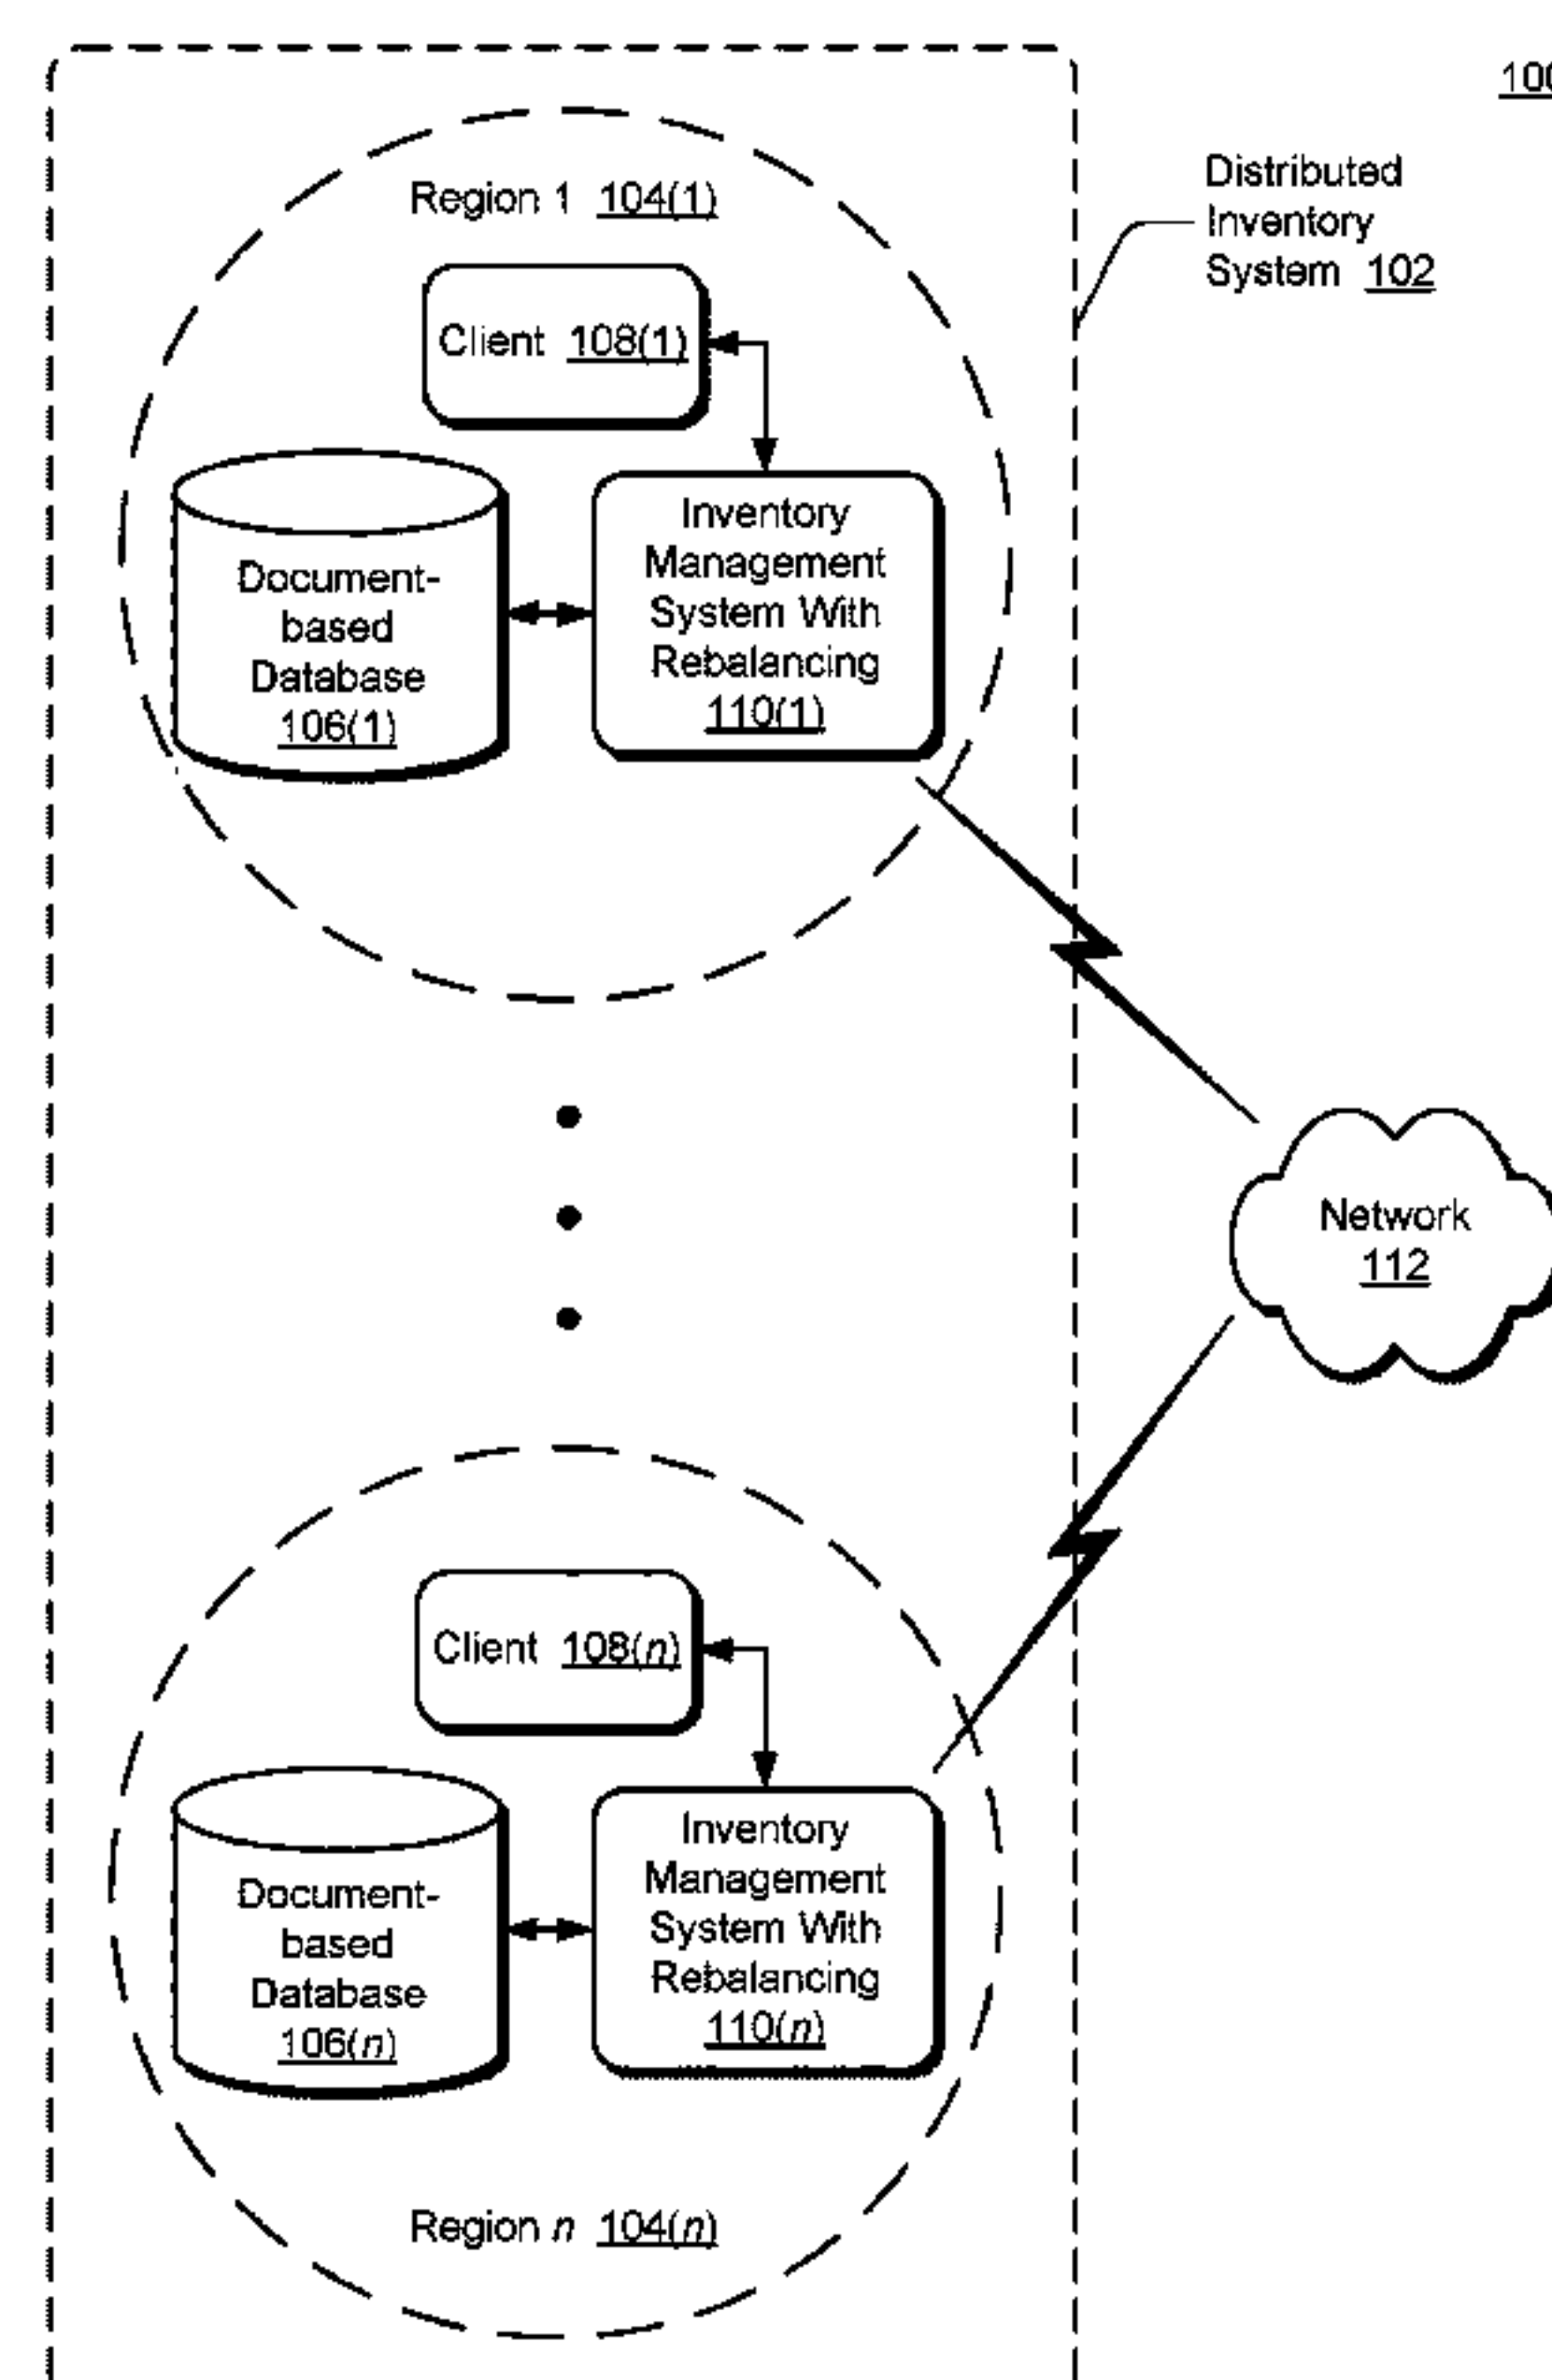 100
Distributed
Inventory
System 102
Region 1 104(1)
Client 108(1)
Document-
based
Database
106(1)
Inventory
Management
System With
Rebalancing
110(1)
Network
112
Client 108(n)
Document-
based
Database
106(n)
Inventory
Management
System With
Rebalancing
110(n)
Region n 104(n)